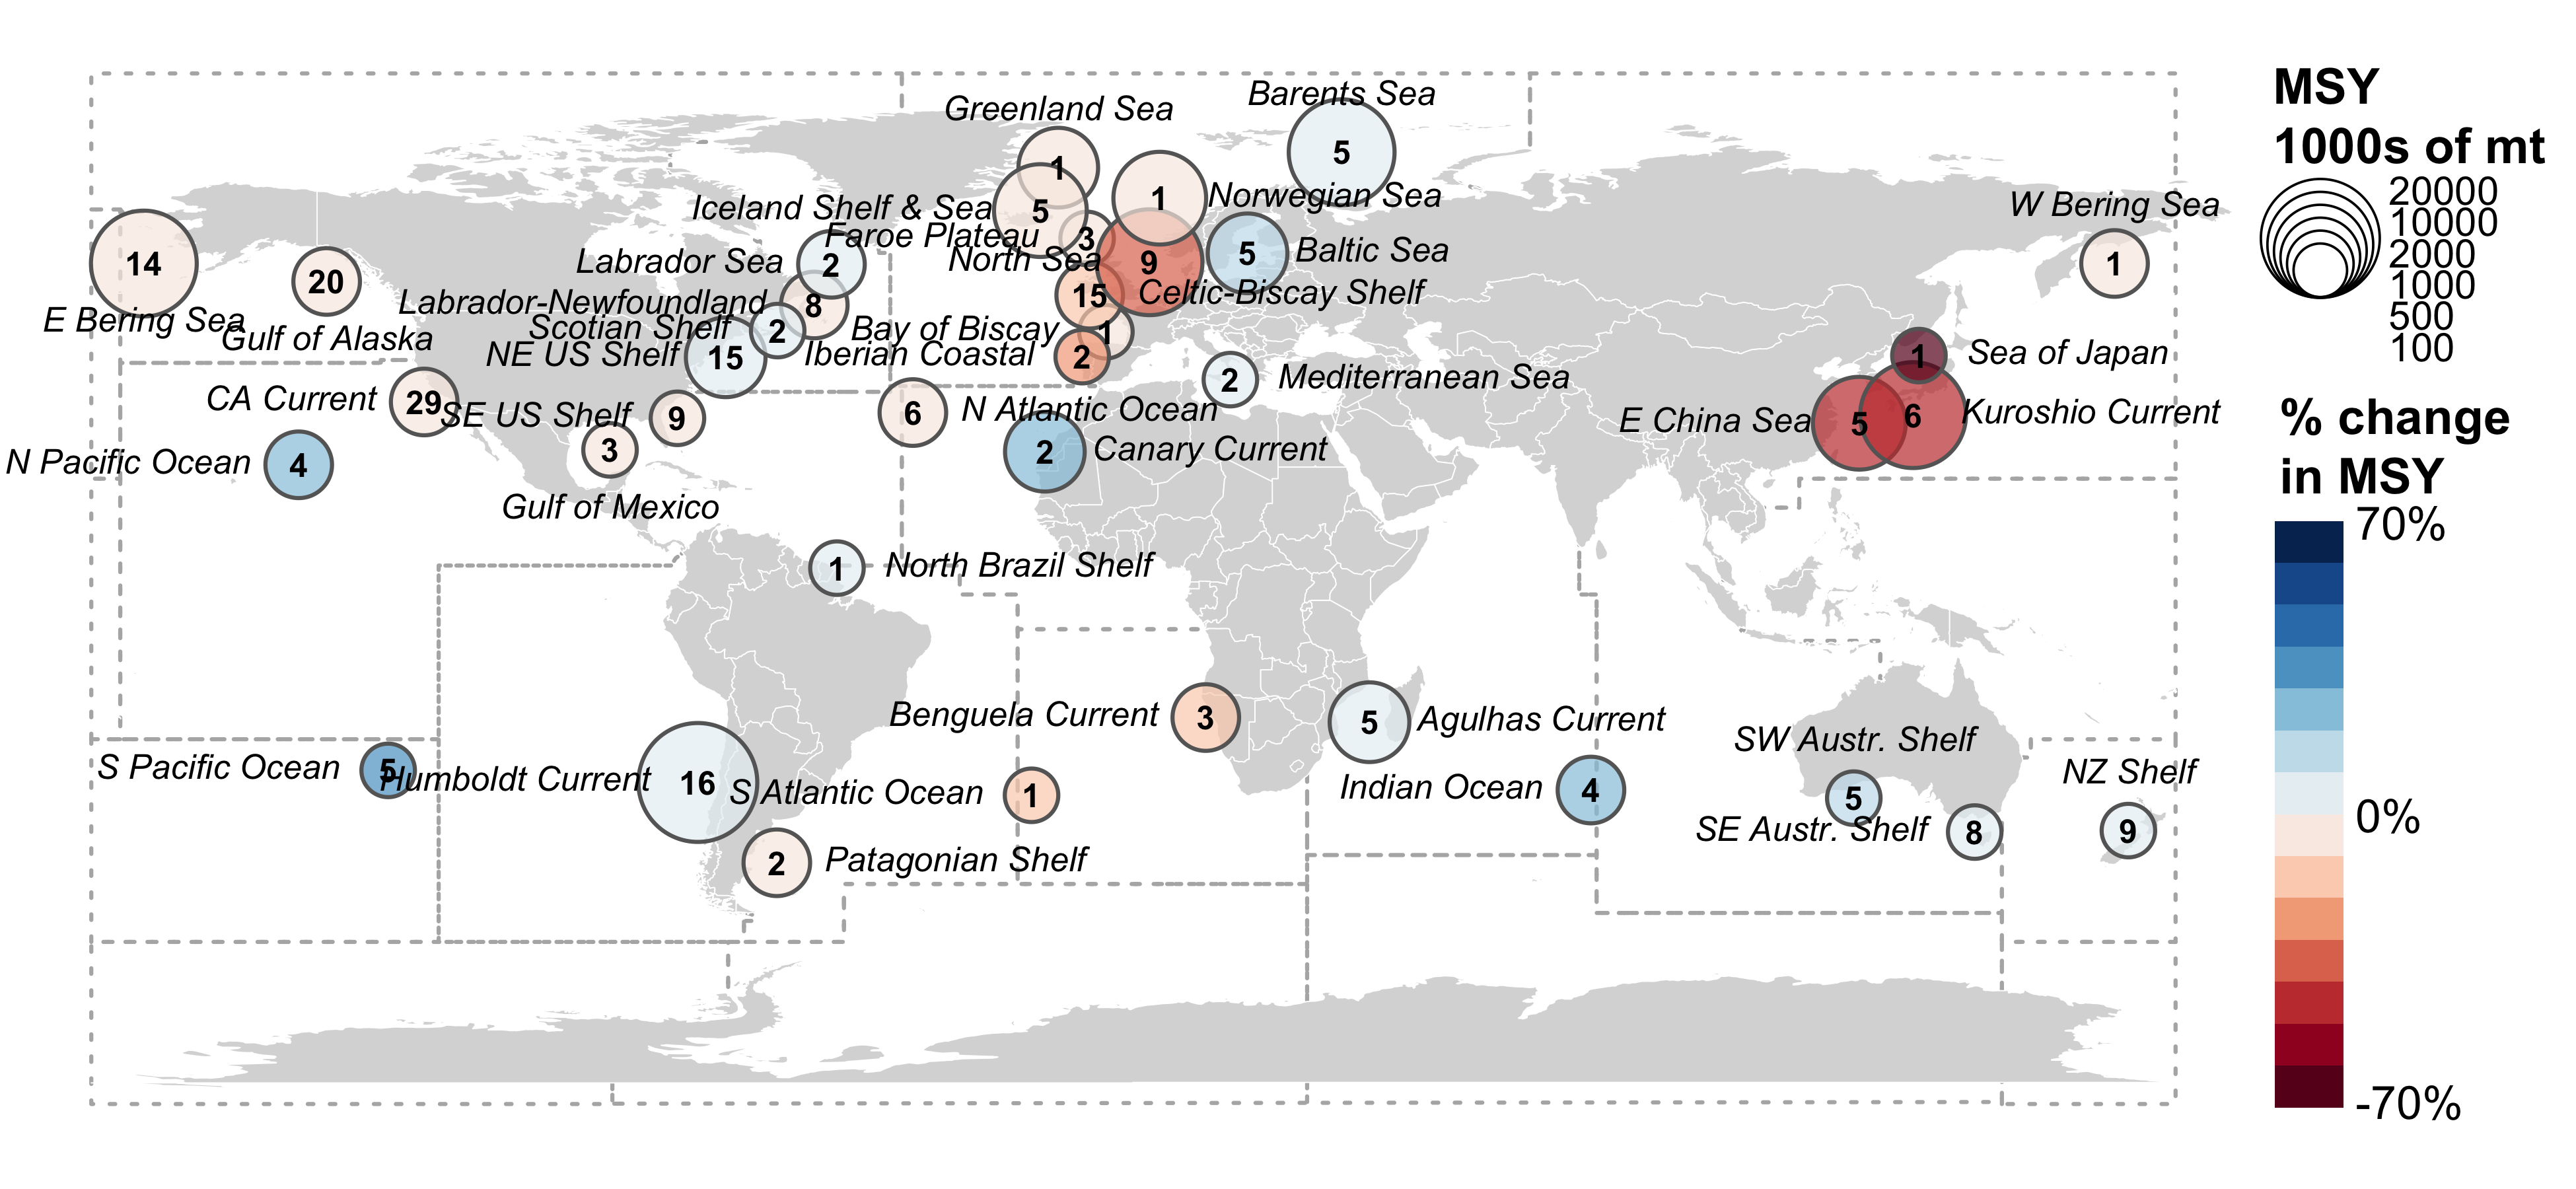 Greenland Sea
1
Barents Sea
5
Iceland Shelf & Sea
5
1
Norwegian Sea
W Bering Sea
1
Faroe Plateau
3
North Sea
9
5
Baltic Sea
14
E Bering Sea
20
Gulf of Alaska
Labrador Sea
2
Labrador-Newfoundland
8
Scotian Shelf
2
NE US Shelf
15
15
Celtic-Biscay Shelf
Bay of Biscay
1
Iberian Coastal
2
2
Mediterranean Sea
1
Sea of Japan
CA Current
29
SE US Shelf
9
6
N Atlantic Ocean
E China Sea
5
6
Kuroshio Current
N Pacific Ocean
4
3
Gulf of Mexico
2
Canary Current
1
North Brazil Shelf
Benguela Current
3
5
Agulhas Current
SW Austr. Shelf
5
NZ Shelf
9
S Pacific Ocean
5
Humboldt Current
16
S Atlantic Ocean
1
Indian Ocean
4
SE Austr. Shelf
8
2
Patagonian Shelf
MSY
1000s of mt
20000
10000
2000
1000
500
100
% change
in MSY
70%
0%
-70%